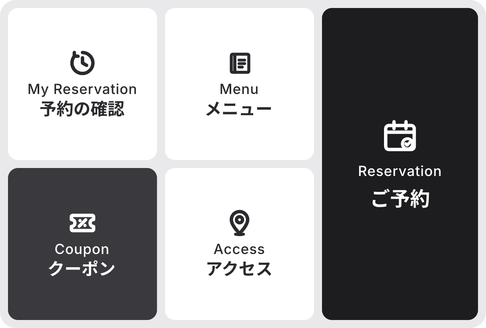 My Reservation
予約の確認
Menu
メニュー
Reservation
ご予約
Coupon
クーポン
Access
アクセス